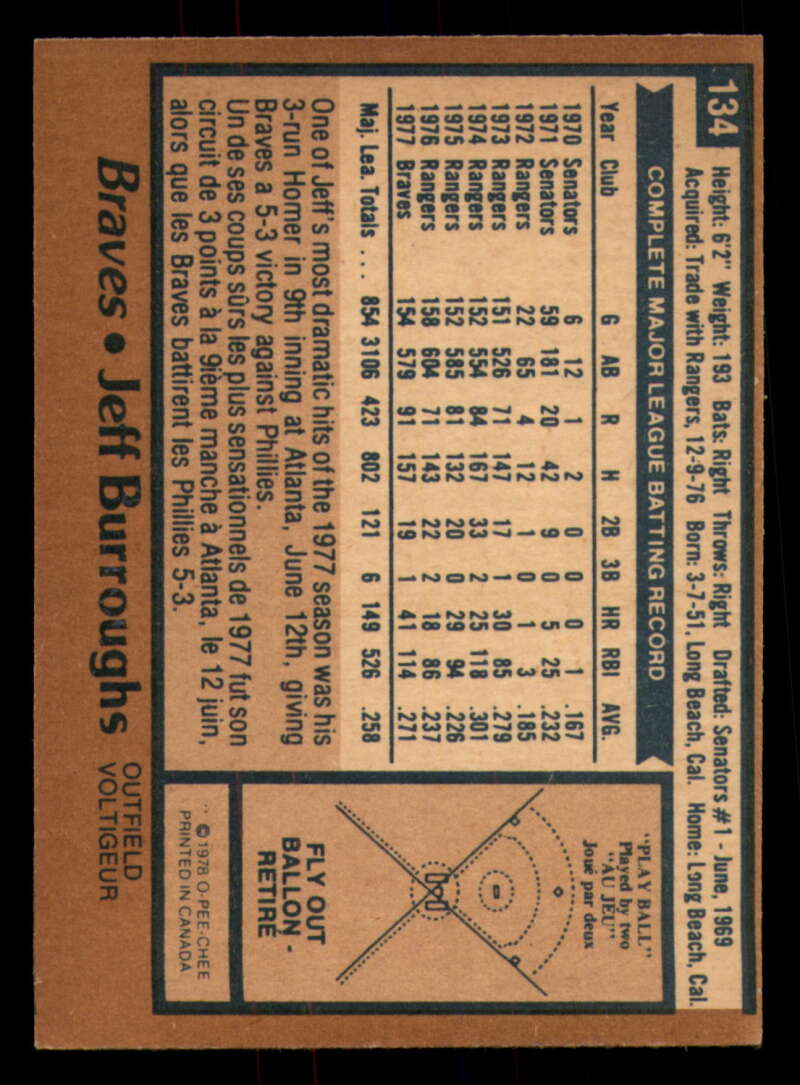 134
Height: 6'2" Weight: 193 Bats: Right Throws: Right Drafted: Senators #1 - June, 1969
Acquired: Trade with Rangers, 12-9-76 Born: 3-7-51, Long Beach, Cal. Home: Long Beach, Cal.
COMPLETE MAJOR LEAGUE BATTING RECORD
Year Club G AB R H 2B 3B HR RBI AVG.
1970 Senators 6 12 1 2 0 0 0 1 .167
1971 Senators 59 181 20 42 9 0 5 25 .232
1972 Rangers 22 65 4 12 1 0 1 3 .185
1973 Rangers 151 526 71 147 17 1 30 85 .279
1974 Rangers 152 554 84 167 33 2 25 118 .301
1975 Rangers 152 585 81 132 20 0 29 94 .226
1976 Rangers 158 604 71 143 22 2 18 86 .237
1977 Braves 154 579 91 157 19 1 41 114 .271
Maj. Lea. Totals . . . 854 3106 423 802 121 6 149 526 .258
One of Jeff's most dramatic hits of the 1977 season was his
3-run Homer in 9th inning at Atlanta, June 12th, giving
Braves a 5-3 victory against Phillies.
Un de ses coups sûrs les plus sensationnels de 1977 fut son
circuit de 3 points à la 9ième manche à Atlanta, le 12 juin,
alors que les Braves battirent les Phillies 5-3.
"PLAY BALL"
Played by two
"AU JEU"
Joué par deux
FLY OUT
BALLON -
RETIRÉ
© 1978 O-PEE-CHEE
PRINTED IN CANADA
Braves • Jeff Burroughs
OUTFIELD
VOLTIGEUR